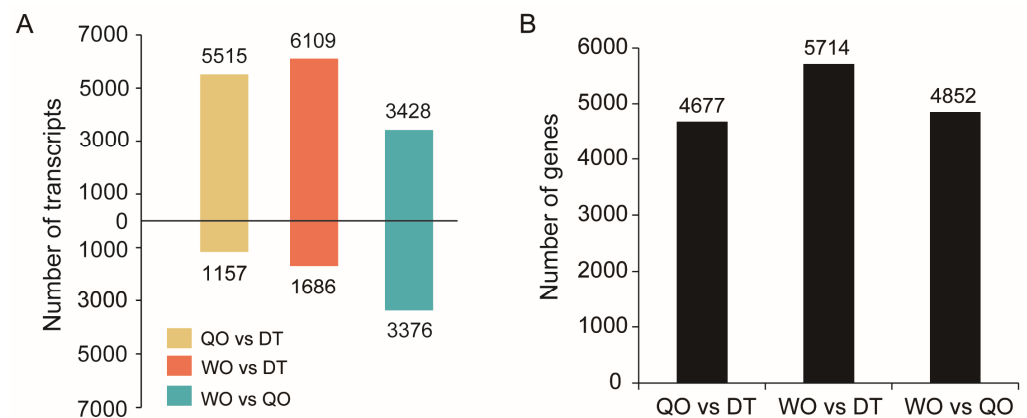 A
Number of transcripts
7000
5000
3000
1000
0
1000
3000
5000
7000
5515
6109
3428
1157
1686
3376
QO vs DT
WO vs DT
WO vs QO
B
Number of genes
6000
5000
4000
3000
2000
1000
0
4677
5714
4852
QO vs DT
WO vs DT
WO vs QO